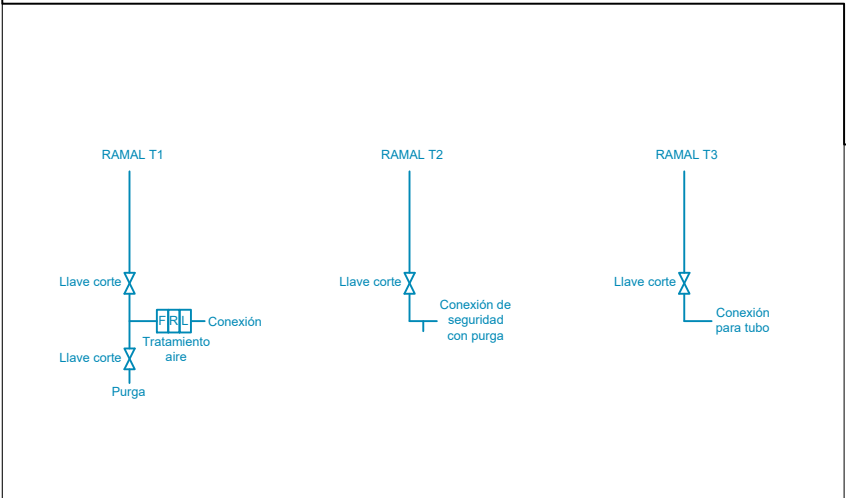 RAMAL T1
Llave corte
FRL
Conexión
Tratamiento
aire
Llave corte
Purga
RAMAL T2
Llave corte
Conexión de
seguridad
con purga
RAMAL T3
Llave corte
Conexión
para tubo